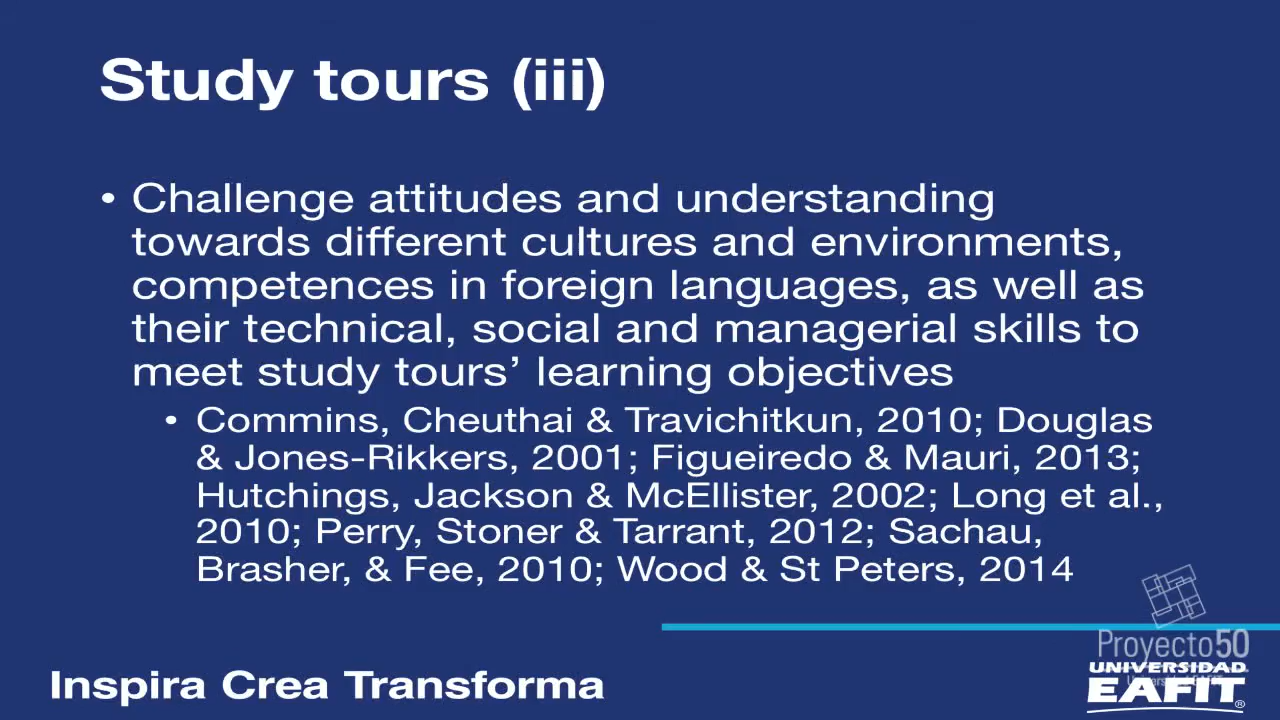 Study tours (iii)
• Challenge attitudes and understanding
towards different cultures and environments,
competences in foreign languages, as well as
their technical, social and managerial skills to
meet study tours’ learning objectives
• Commins, Cheuthai & Travichitkun, 2010; Douglas
& Jones-Rikkers, 2001; Figueiredo & Mauri, 2013;
Hutchings, Jackson & McEllister, 2002; Long et al.,
2010; Perry, Stoner & Tarrant, 2012; Sachau,
Brasher, & Fee, 2010; Wood & St Peters, 2014
Proyecto50
UNIVERSIDAD
EAFIT®
Inspira Crea Transforma